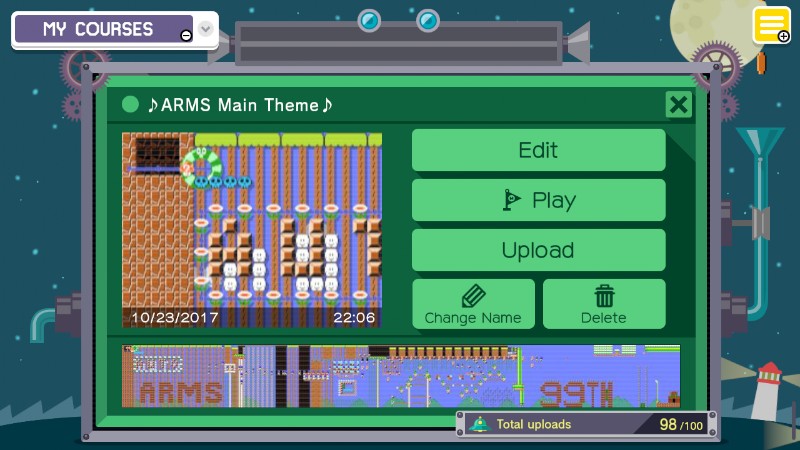 MY COURSES
♪ARMS Main Theme♪
Edit
Play
Upload
Change Name
Delete
10/23/2017 22:06
ARMS 99TH
Total uploads 98/100